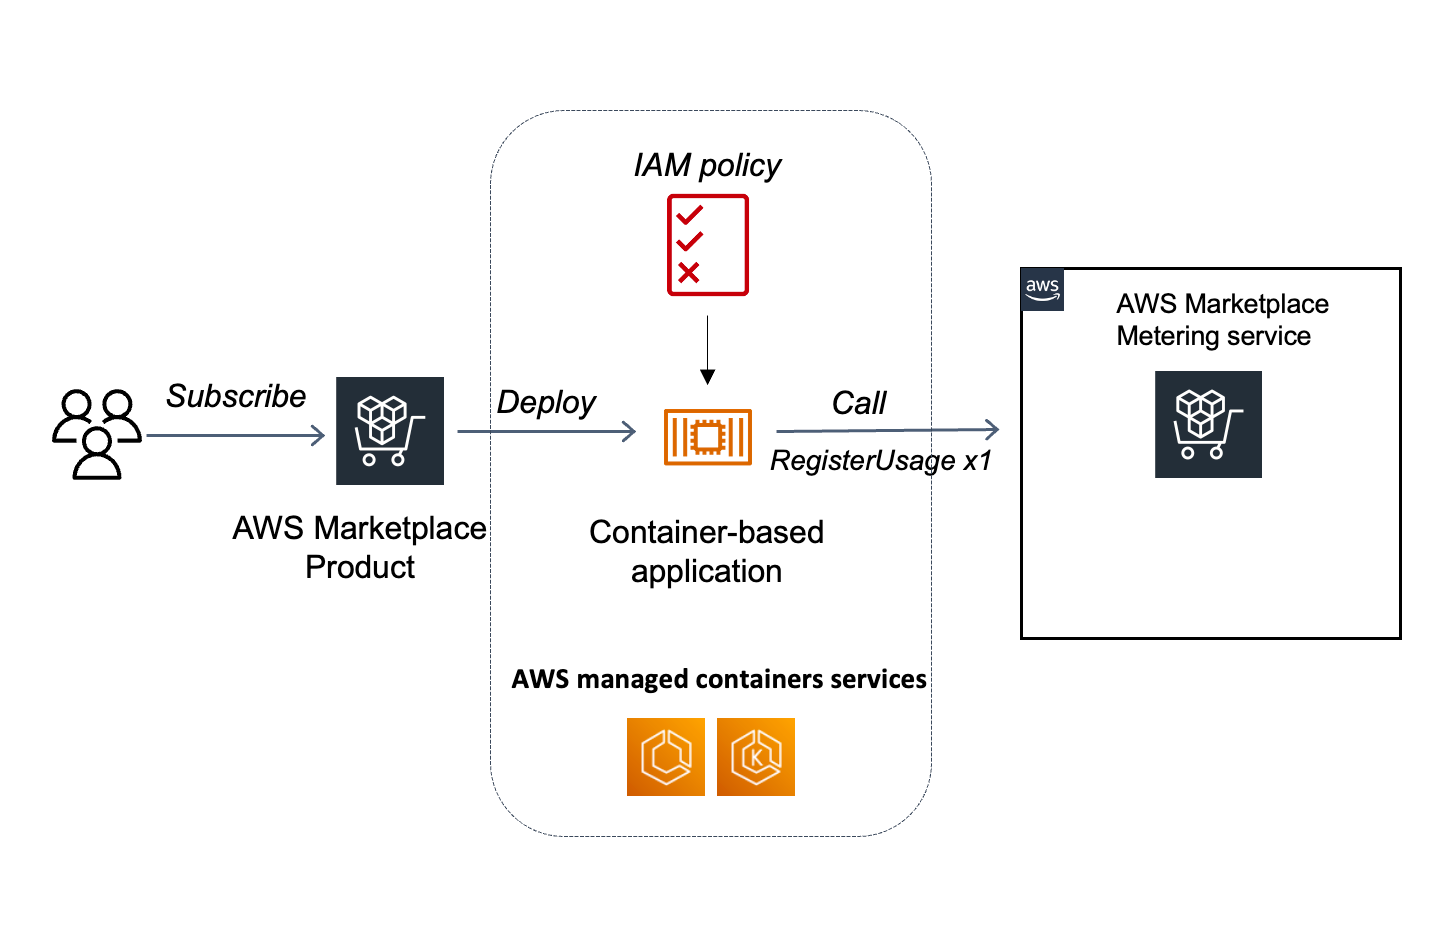 IAM policy
aws
AWS Marketplace
Metering service
Subscribe
Deploy
Call
RegisterUsage x1
AWS Marketplace
Product
Container-based
application
AWS managed containers services
K